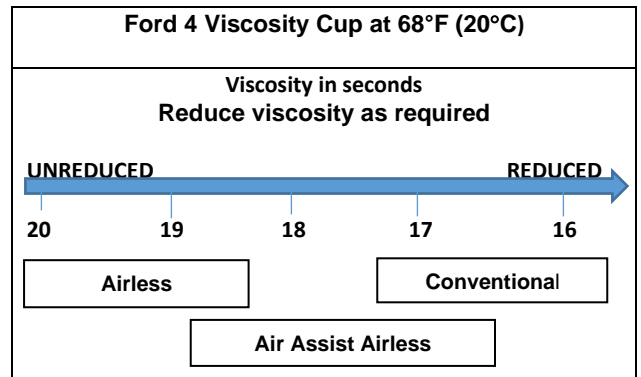 Ford 4 Viscosity Cup at 68°F (20°C)
Viscosity in seconds
Reduce viscosity as required
UNREDUCED REDUCED
20 19 18 17 16
Airless Conventional
Air Assist Airless